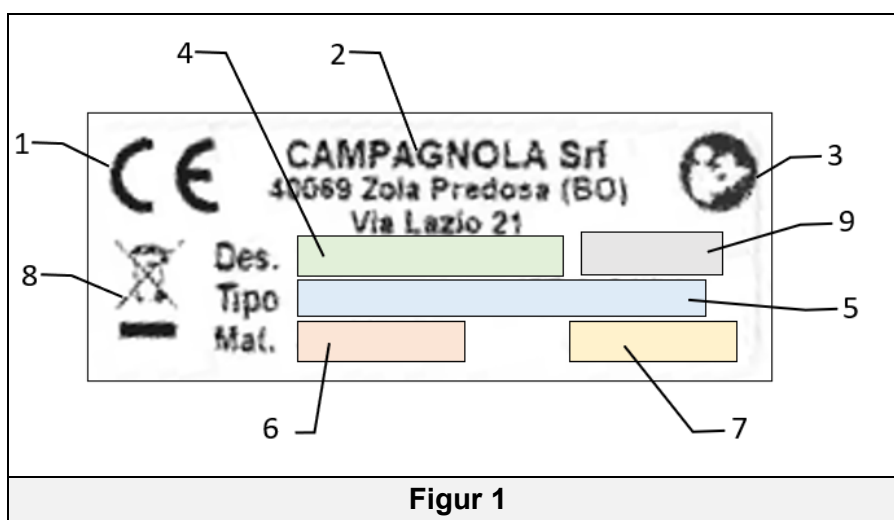 4
2
1
3
CE
CAMPAGNOLA Srl
40069 Zola Predosa (BO)
Via Lazio 21
9
8
Des.
Tipo
5
Mat.
6
7
Figur 1